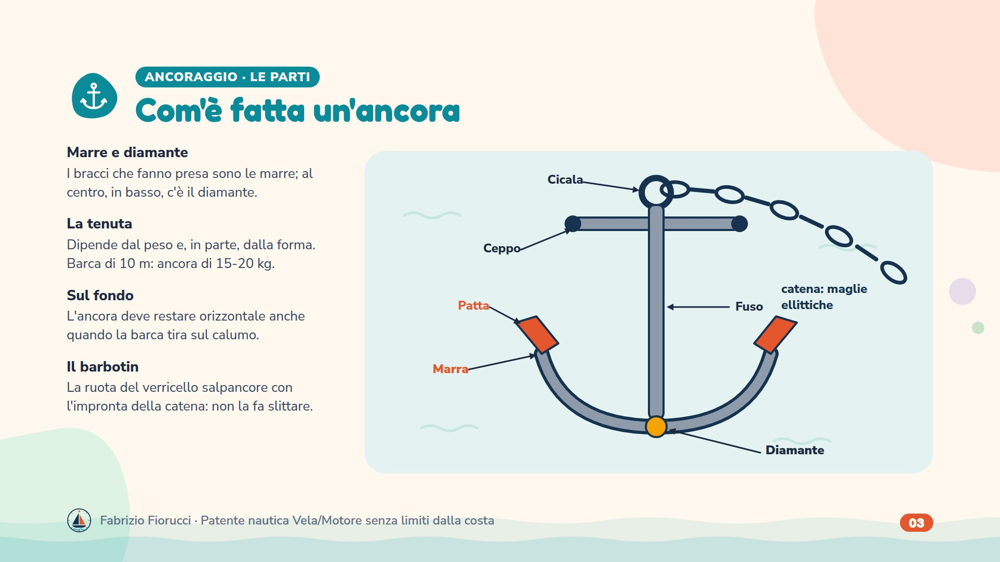 ANCORAGGIO · LE PARTI
Com'è fatta un'ancora
Marre e diamante
I bracci che fanno presa sono le marre; al
centro, in basso, c'è il diamante.
La tenuta
Dipende dal peso e, in parte, dalla forma.
Barca di 10 m: ancora di 15-20 kg.
Sul fondo
L'ancora deve restare orizzontale anche
quando la barca tira sul calumo.
Il barbotin
La ruota del verricello salpancore con
l'impronta della catena: non la fa slittare.
Cicala
Ceppo
Patta
Marra
Fuso
catena: maglie
ellittiche
Diamante
Fabrizio Fiorucci · Patente nautica Vela/Motore senza limiti dalla costa
03